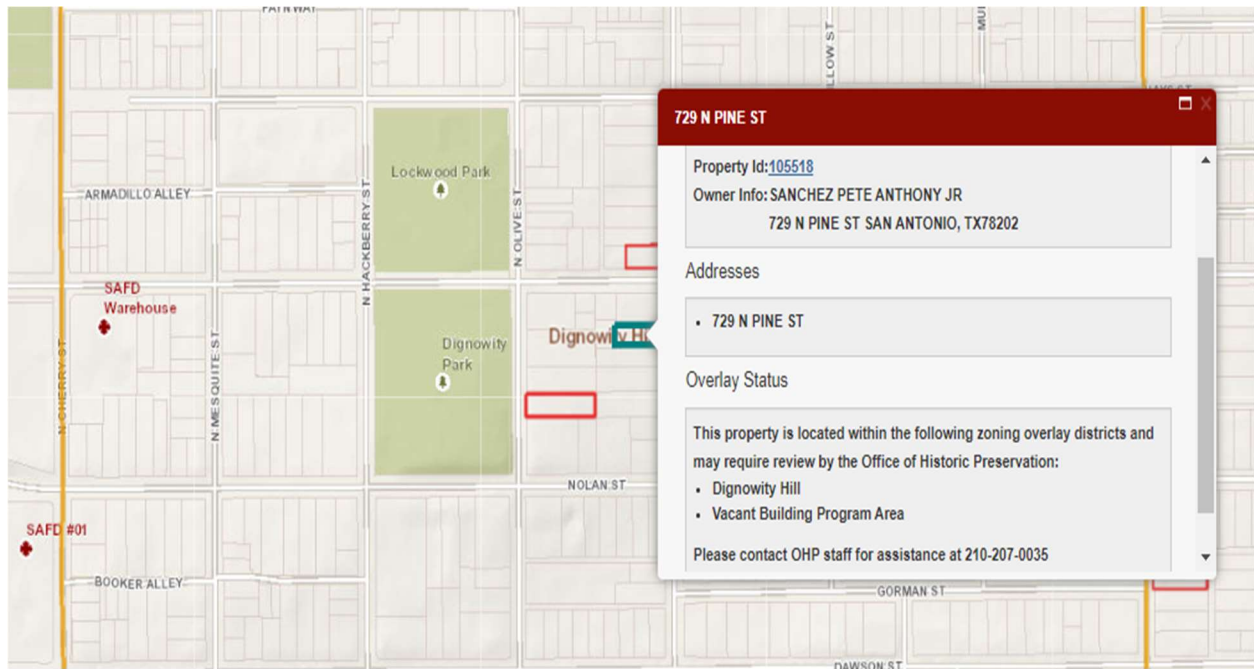 N CHERRY ST
ARMADILLO ALLEY
SAFD
Warehouse
N MESQUITE ST
SAFD #01
BOOKER ALLEY
N HACKBERRY ST
Lockwood Park
N OLIVE ST
Dignowity
Park
Dignowity
NOLAN ST
GORMAN ST
DAWSON ST
729 N PINE ST
X
Property Id:105518
Owner Info: SANCHEZ PETE ANTHONY JR
729 N PINE ST SAN ANTONIO, TX78202
Addresses
• 729 N PINE ST
Overlay Status
This property is located within the following zoning overlay districts and
may require review by the Office of Historic Preservation:
• Dignowity Hill
• Vacant Building Program Area
Please contact OHP staff for assistance at 210-207-0035